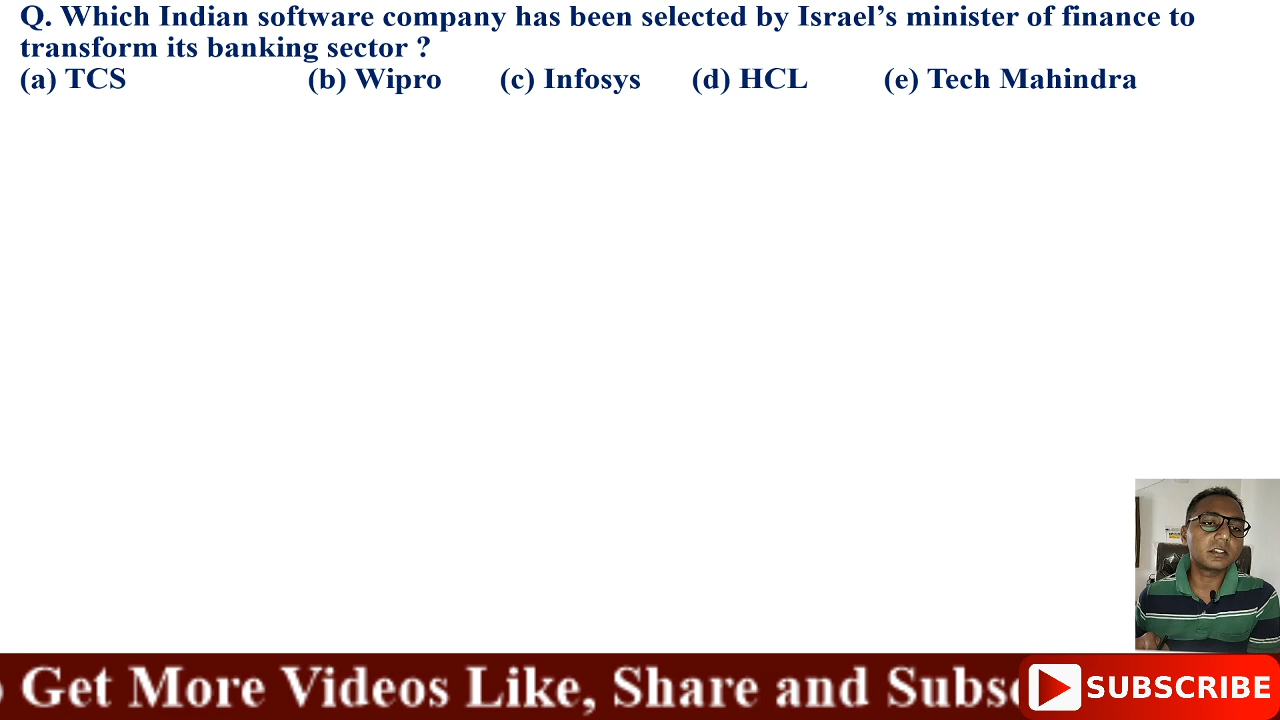 Q. Which Indian software company has been selected by Israel’s minister of finance to
transform its banking sector ?
(a) TCS (b) Wipro (c) Infosys (d) HCL (e) Tech Mahindra
Get More Videos Like, Share and Subsc
SUBSCRIBE